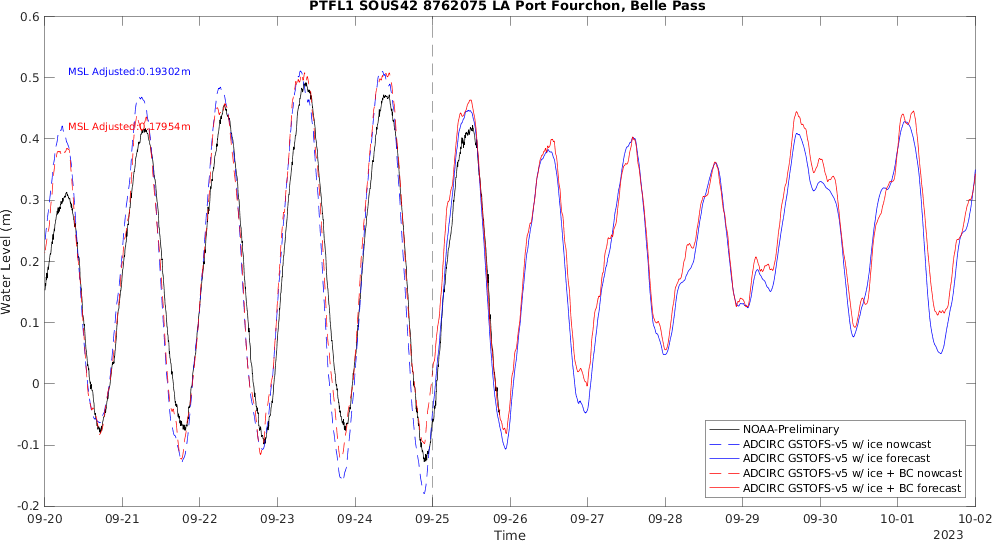 PTFL1 SOUS42 8762075 LA Port Fourchon, Belle Pass
0.6
0.5
0.4
0.3
0.2
0.1
0
-0.1
-0.2
Water Level (m)
MSL Adjusted:0.19302m
MSL Adjusted:0.17954m
NOAA-Preliminary
ADCIRC GSTOFS-v5 w/ ice nowcast
ADCIRC GSTOFS-v5 w/ ice forecast
ADCIRC GSTOFS-v5 w/ ice + BC nowcast
ADCIRC GSTOFS-v5 w/ ice + BC forecast
09-20 09-21 09-22 09-23 09-24 09-25 09-26 09-27 09-28 09-29 09-30 10-01 10-02
Time
2023